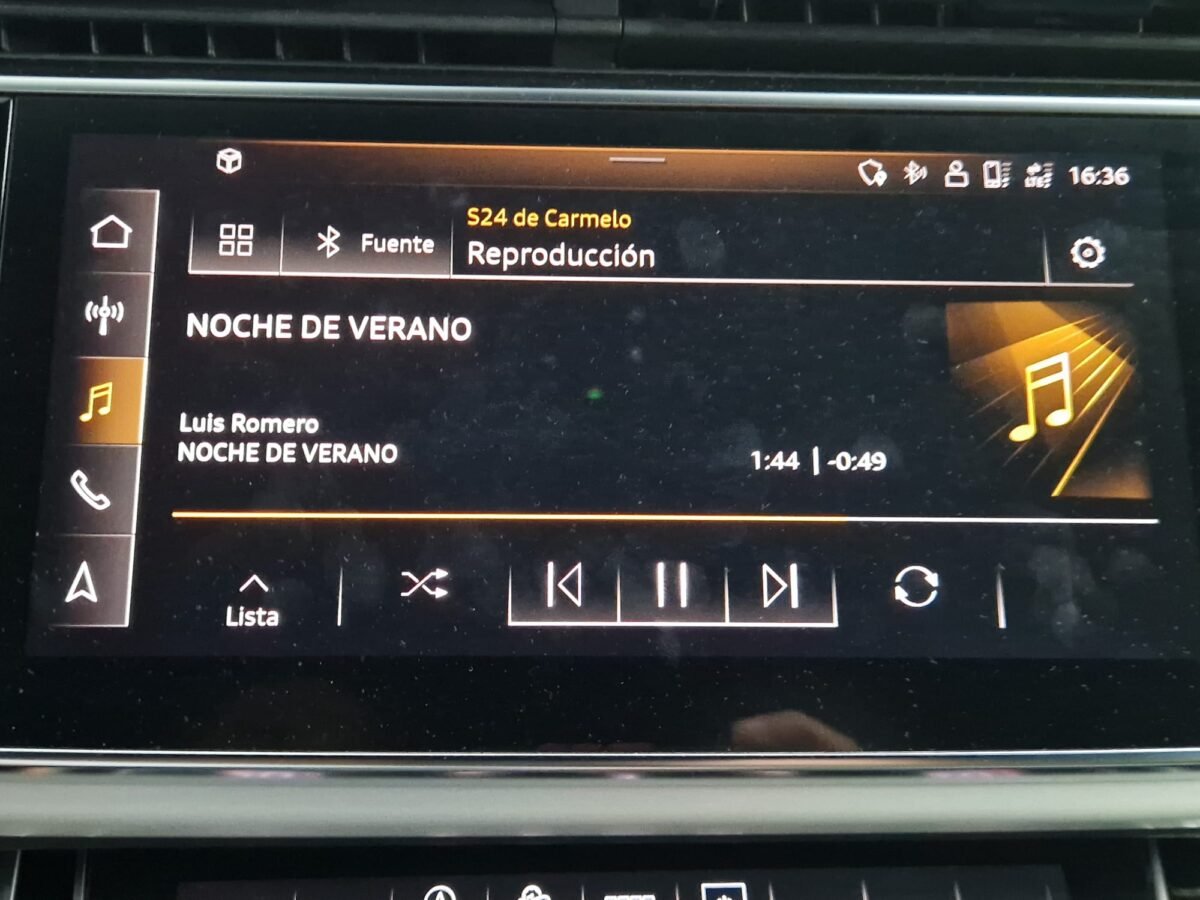 16:36
S24 de Carmelo
Fuente
Reproducción
NOCHE DE VERANO
Luis Romero
NOCHE DE VERANO
1:44 | -0:49
Lista